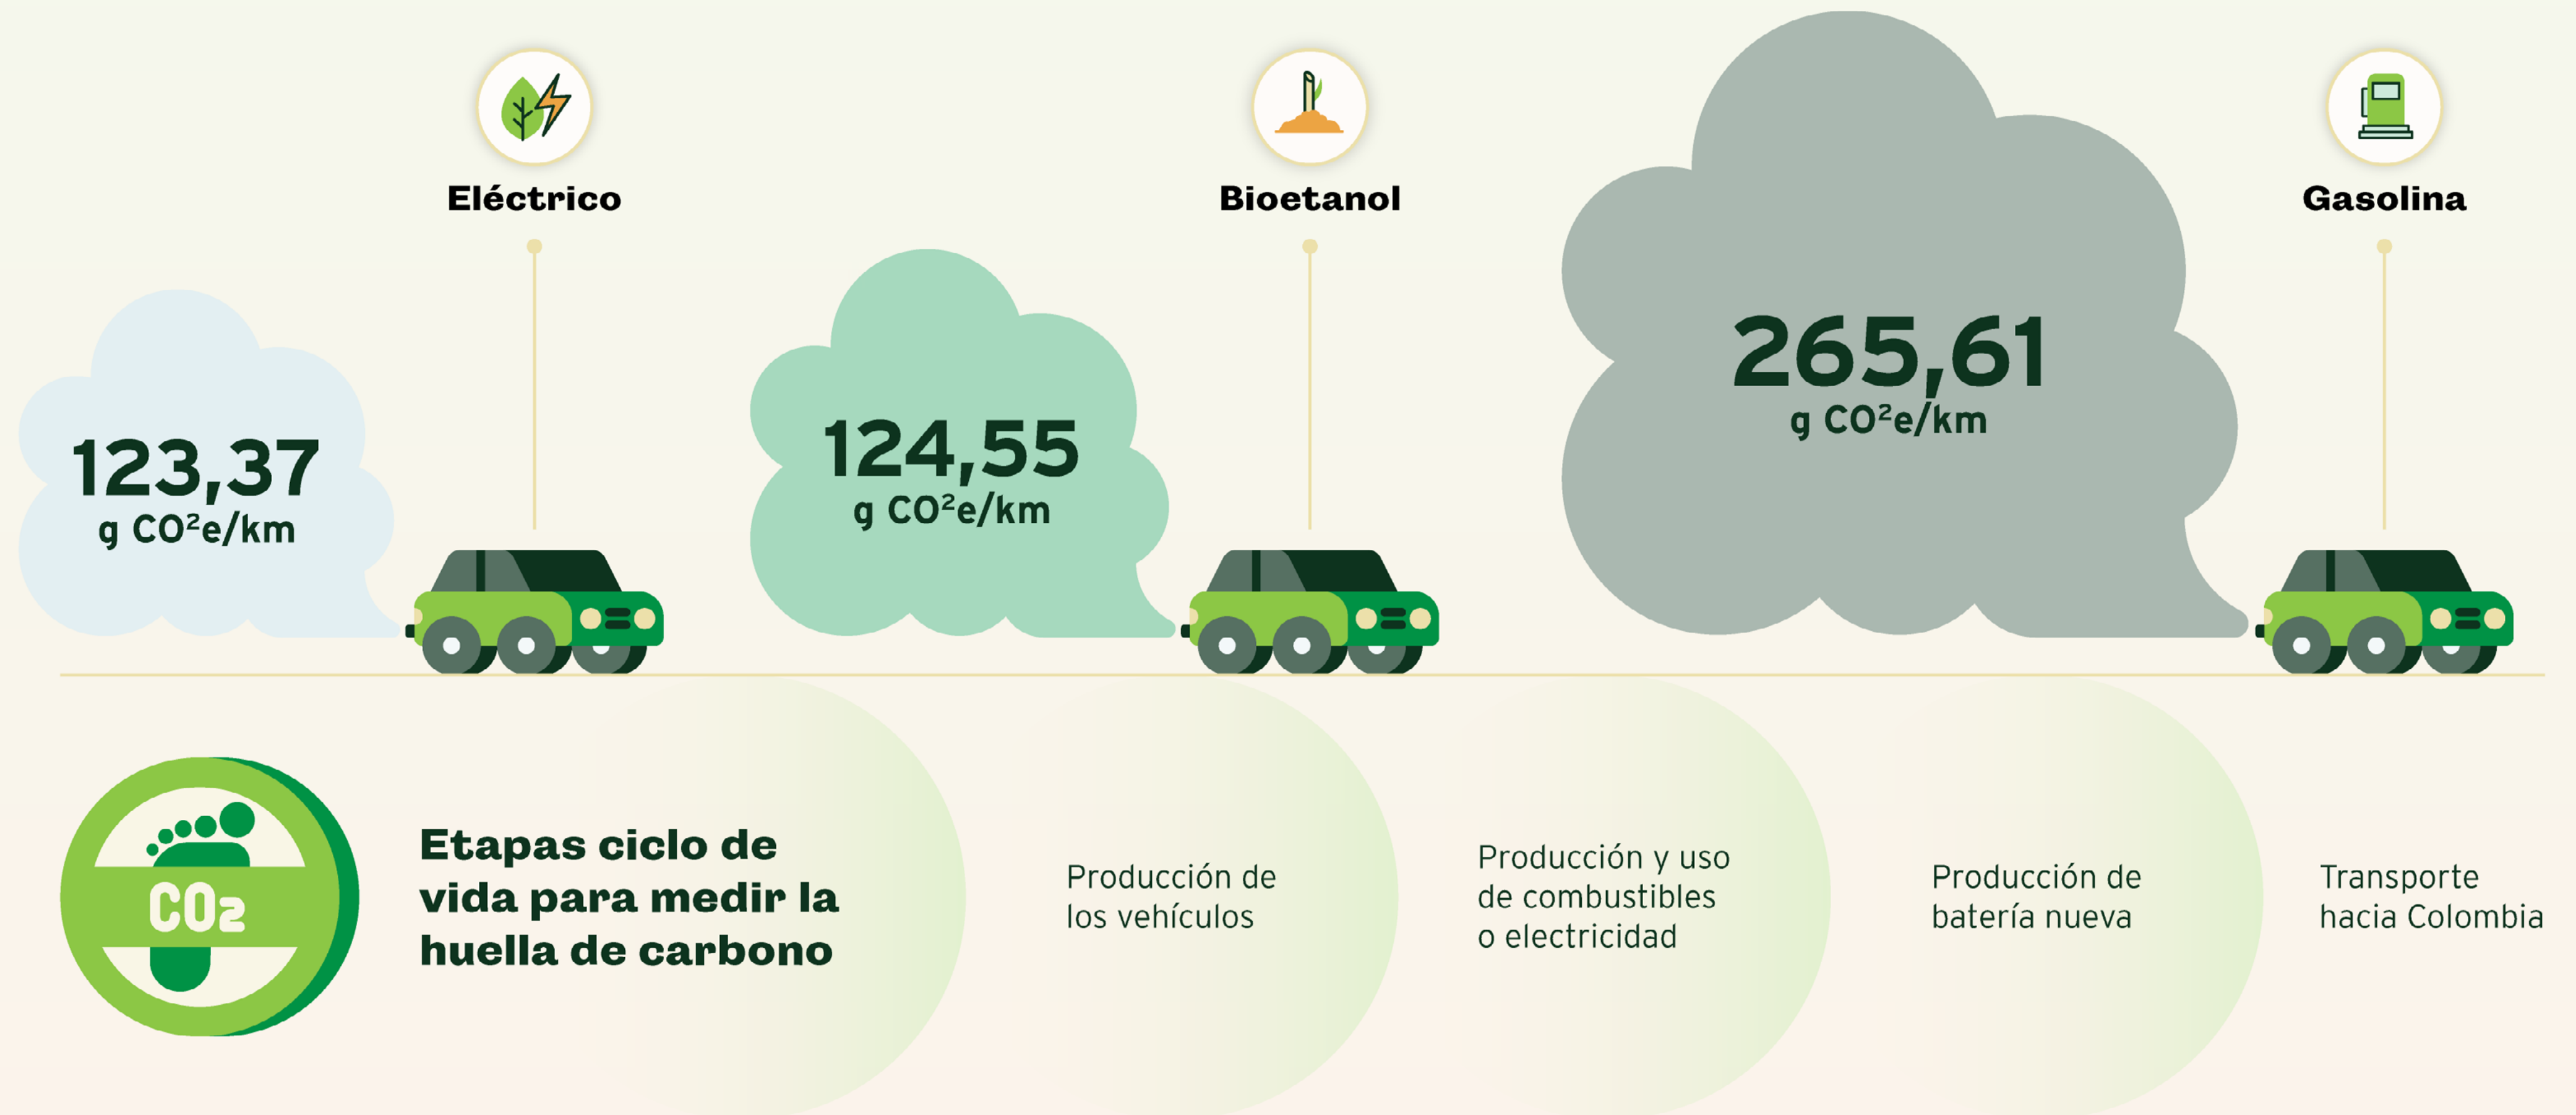 Eléctrico
123,37
g CO²e/km
Bioetanol
124,55
g CO²e/km
Gasolina
265,61
g CO²e/km
CO2
Etapas ciclo de
vida para medir la
huella de carbono
Producción de
los vehículos
Producción y uso
de combustibles
o electricidad
Producción de
batería nueva
Transporte
hacia Colombia